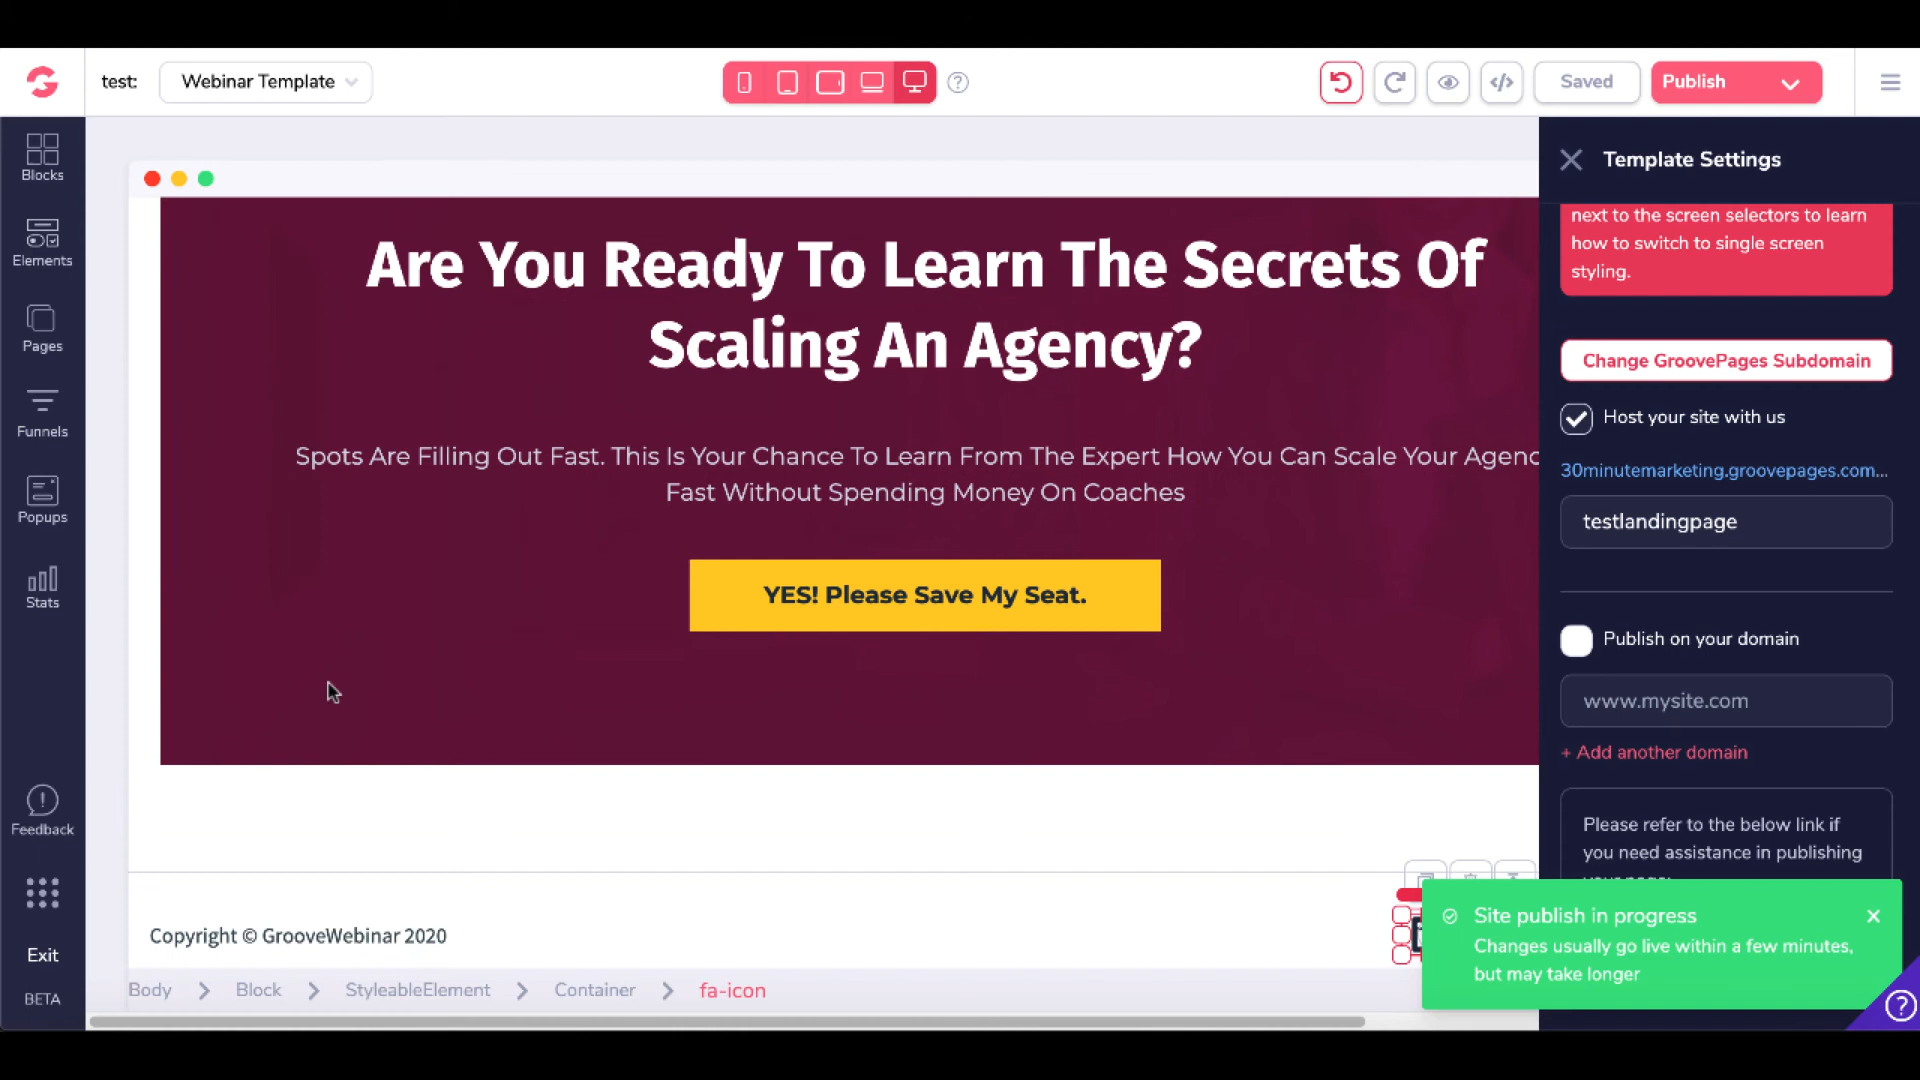 test:
Webinar Template
</>
Saved
Publish
Blocks
Elements
Pages
Funnels
Popups
Stats
Feedback
Exit
BETA
Are You Ready To Learn The Secrets Of
Scaling An Agency?
Spots Are Filling Out Fast. This Is Your Chance To Learn From The Expert How You Can Scale Your Agenc
Fast Without Spending Money On Coaches
YES! Please Save My Seat.
Copyright © GrooveWebinar 2020
Body
Block
StyleableElement
Container
fa-icon
Template Settings
next to the screen selectors to learn
how to switch to single screen
styling.
Change GroovePages Subdomain
Host your site with us
30minutemarketing.groovepages.com...
testlandingpage
Publish on your domain
www.mysite.com
+ Add another domain
Please refer to the below link if
you need assistance in publishing
Site publish in progress
Changes usually go live within a few minutes,
but may take longer